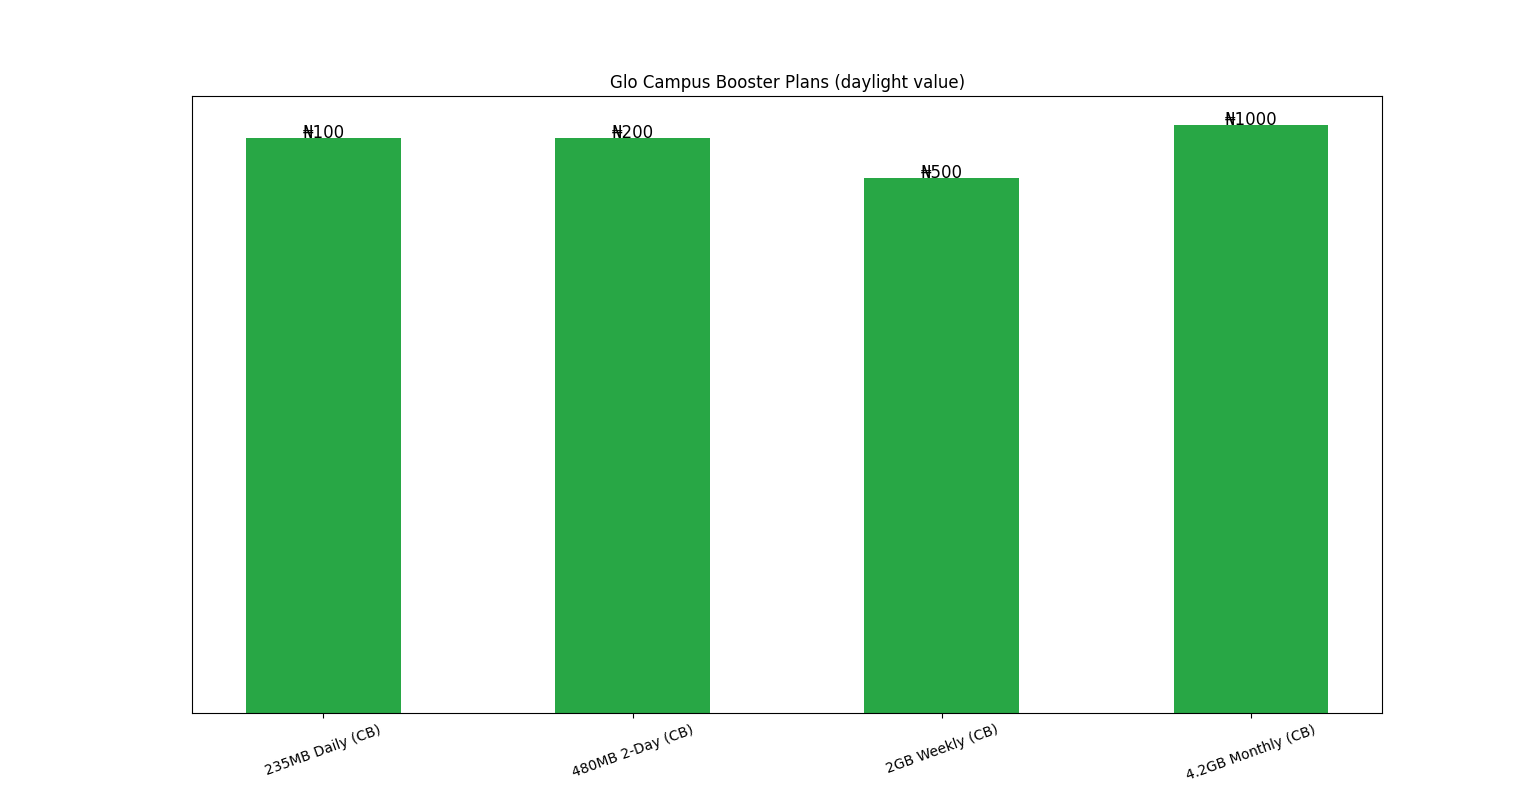 Glo Campus Booster Plans (daylight value)
₦100
₦200
₦500
₦1000
235MB Daily (CB)
480MB 2-Day (CB)
2GB Weekly (CB)
4.2GB Monthly (CB)